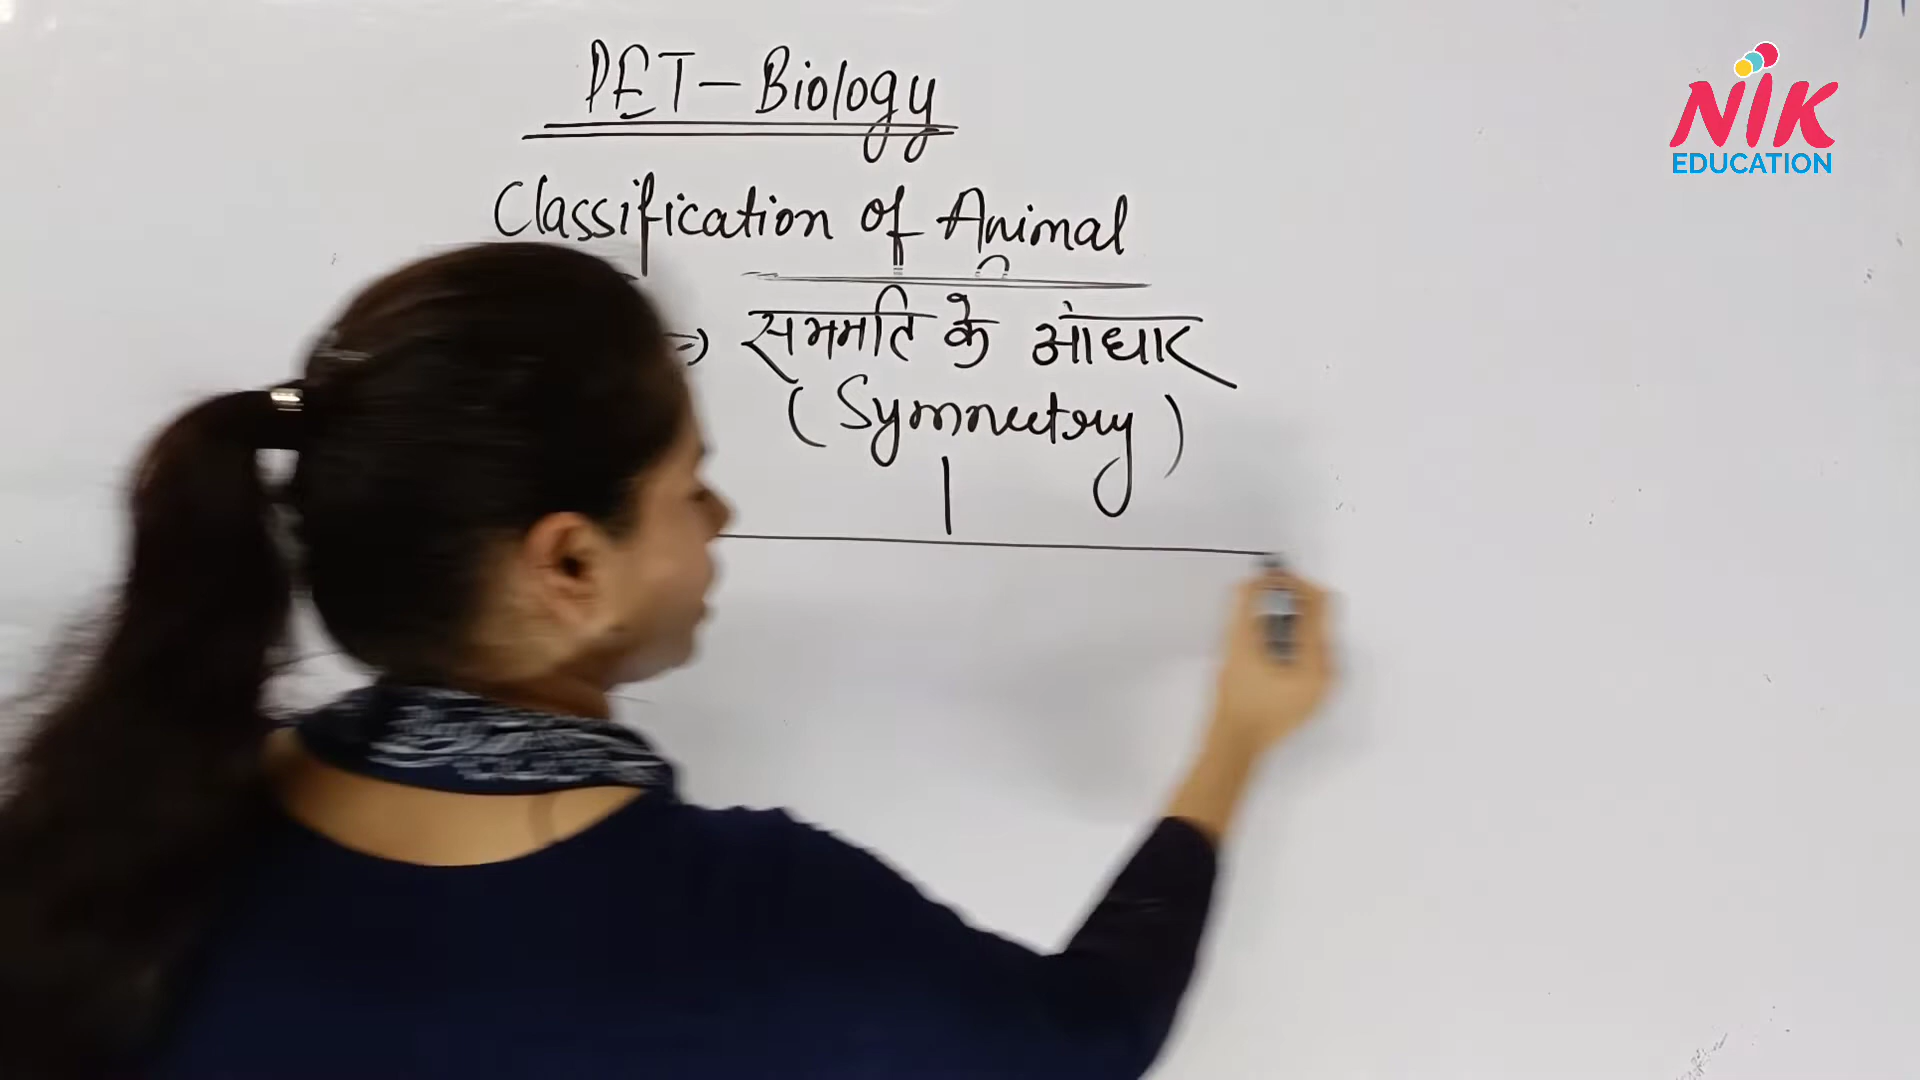 PET - Biology
Classification of Animal
=> सममति के आधार
(Symmetry)
NIK
EDUCATION